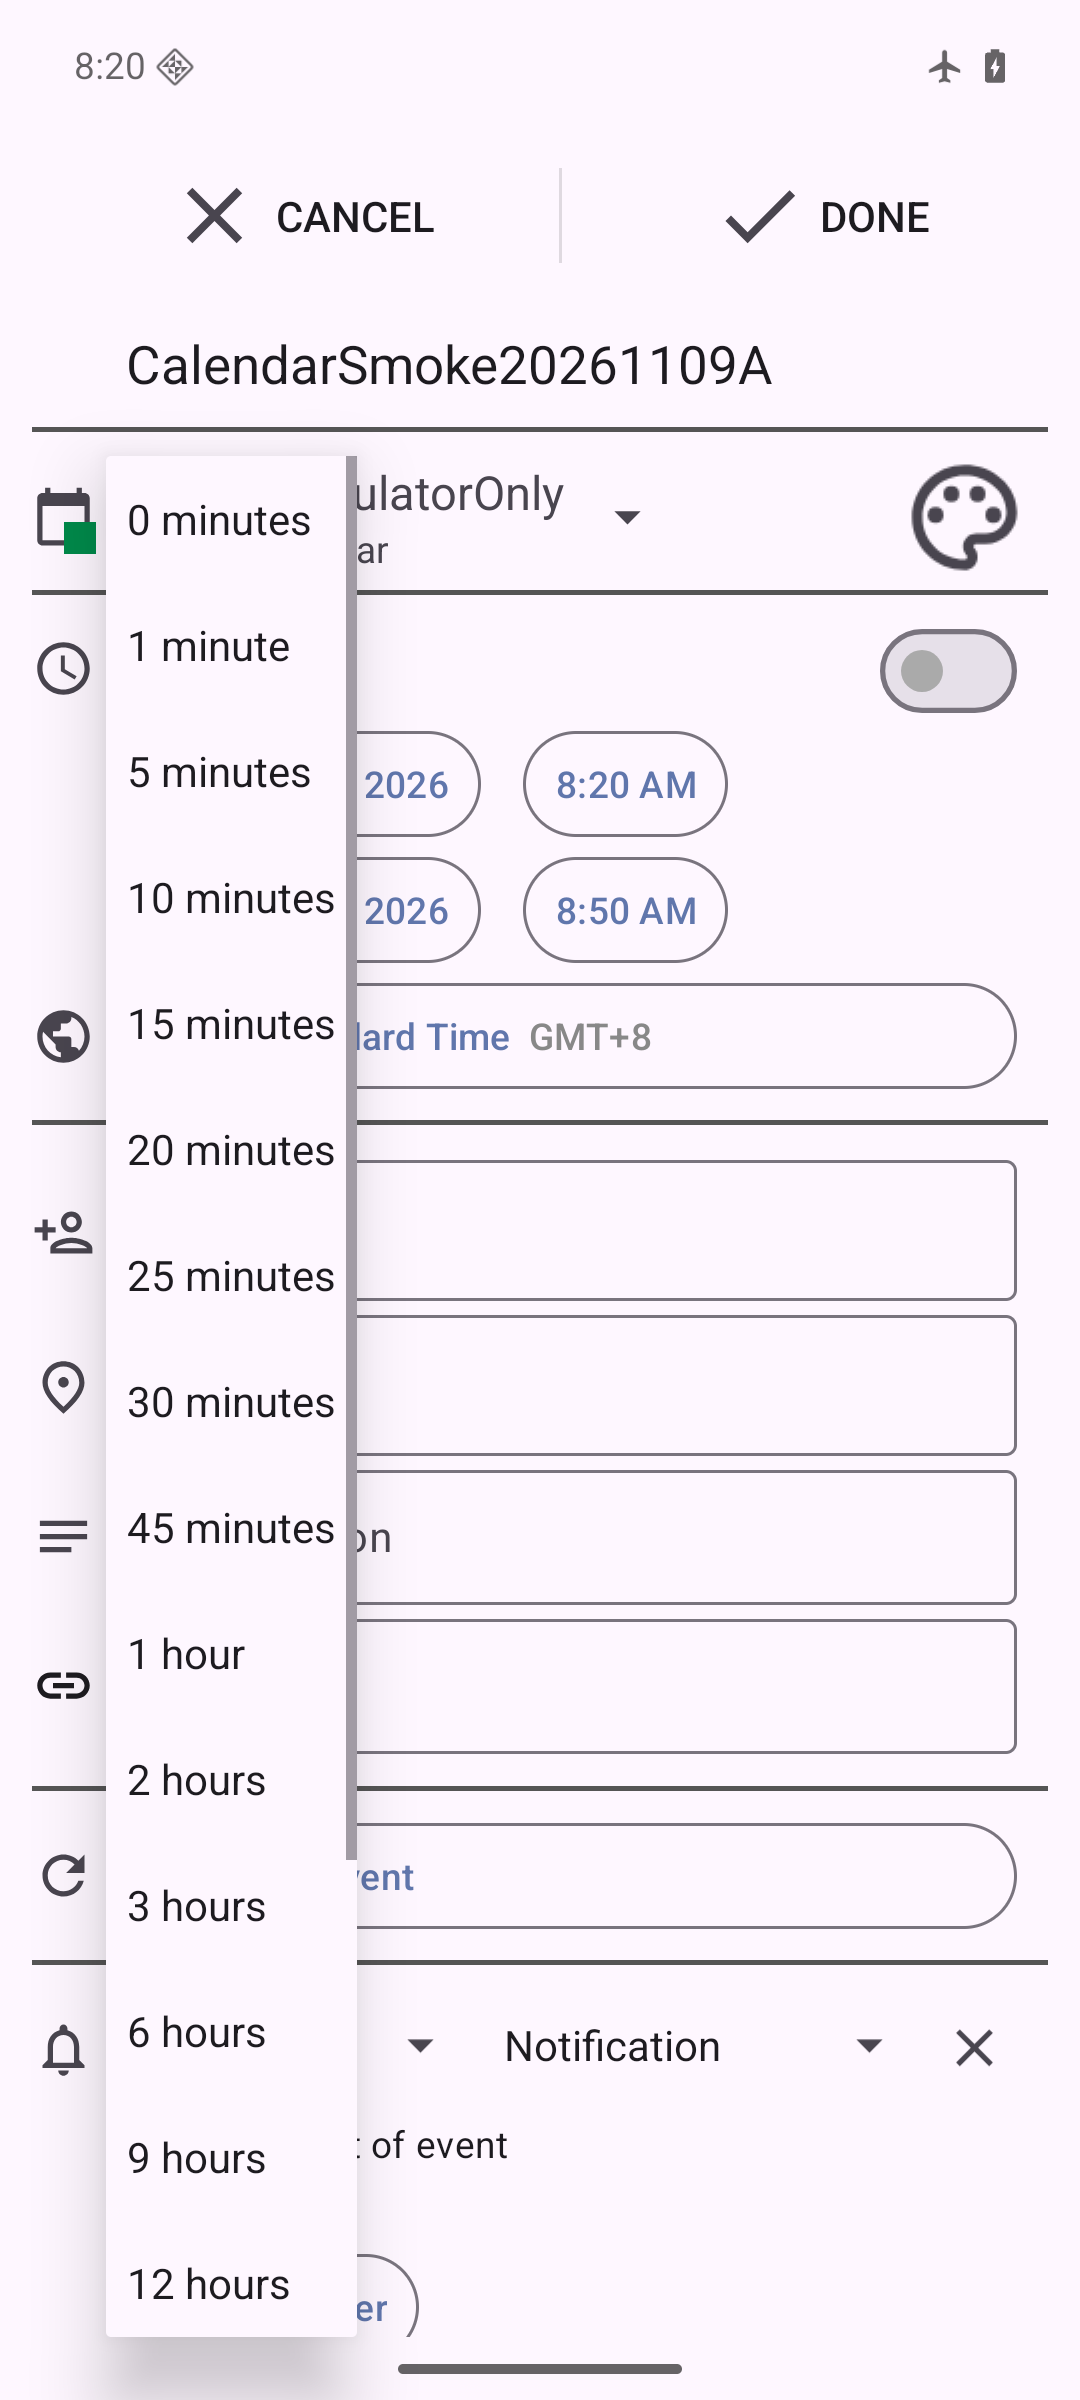 8:20
CANCEL
DONE
CalendarSmoke20261109A
0 minutes
1 minute
5 minutes
10 minutes
15 minutes
20 minutes
25 minutes
30 minutes
45 minutes
1 hour
2 hours
3 hours
6 hours
9 hours
12 hours
ulatorOnly
ar
2026 8:20 AM
2026 8:50 AM
dard Time GMT+8
on
vent
Notification
t of event
er